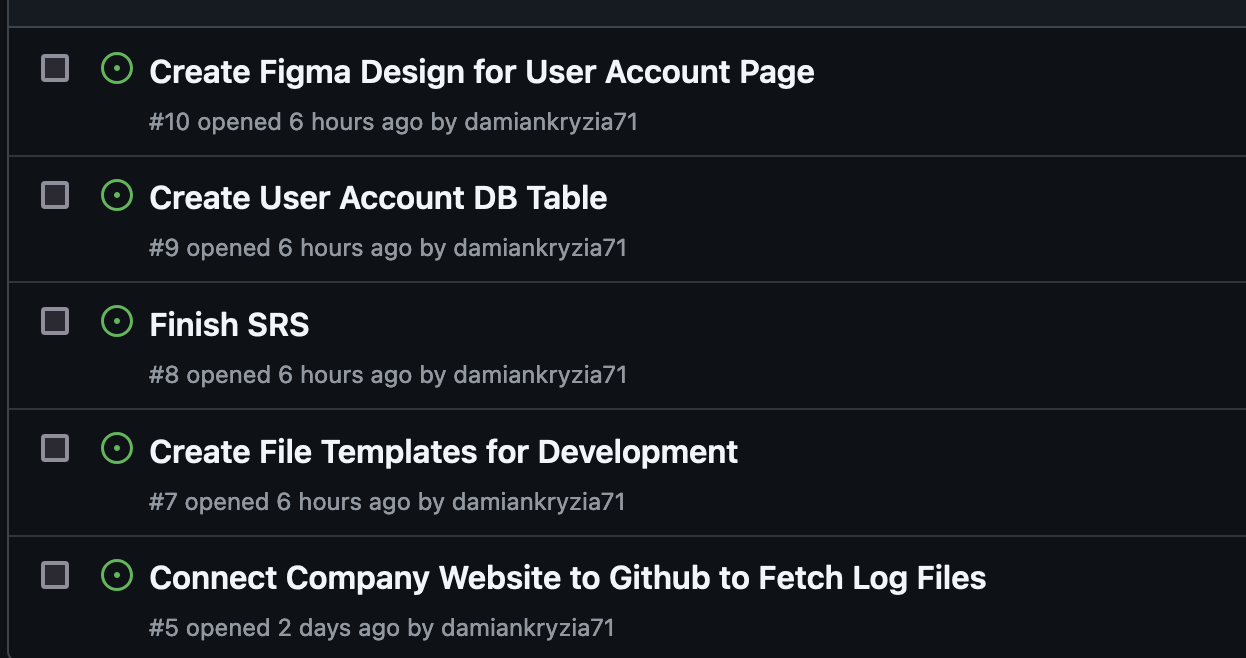 Create Figma Design for User Account Page
#10 opened 6 hours ago by damiankryzia71
Create User Account DB Table
#9 opened 6 hours ago by damiankryzia71
Finish SRS
#8 opened 6 hours ago by damiankryzia71
Create File Templates for Development
#7 opened 6 hours ago by damiankryzia71
Connect Company Website to Github to Fetch Log Files
#5 opened 2 days ago by damiankryzia71